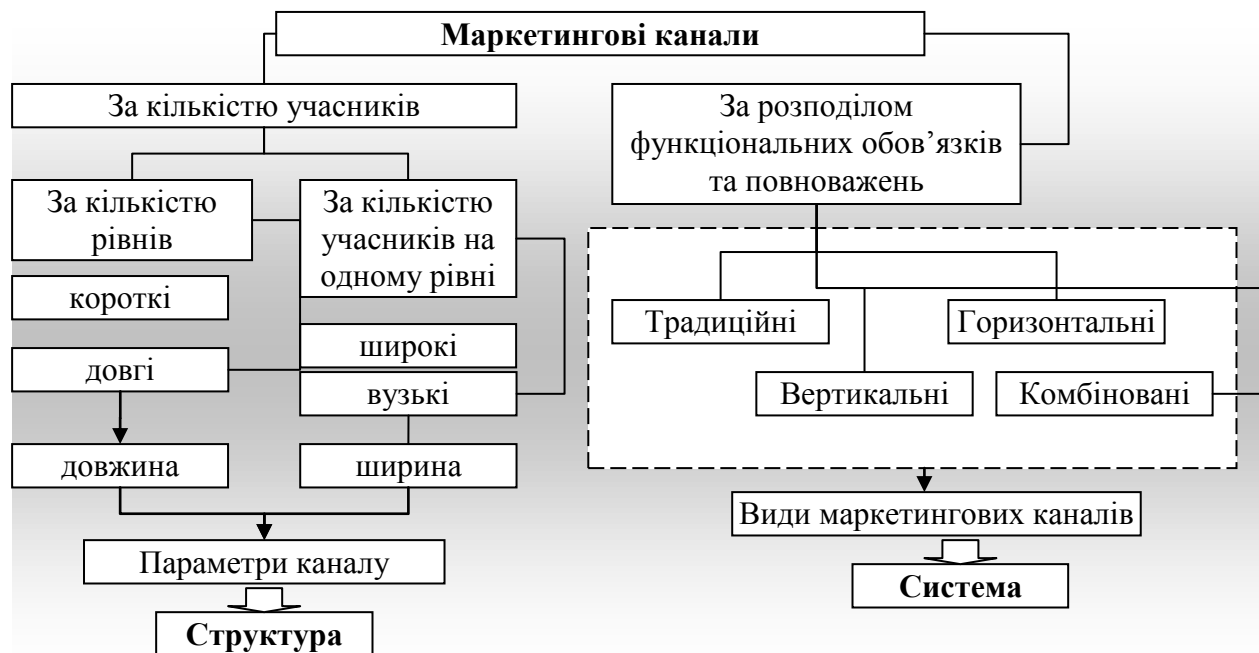 Маркетингові канали
За кількістю учасників
За кількістю
рівнів
За кількістю
учасників на
одному рівні
короткі
довгі
широкі
вузькі
довжина
ширина
Параметри каналу
Структура
За розподілом
функціональних обов’язків
та повноважень
Традиційні
Горизонтальні
Вертикальні
Комбіновані
Види маркетингових каналів
Система